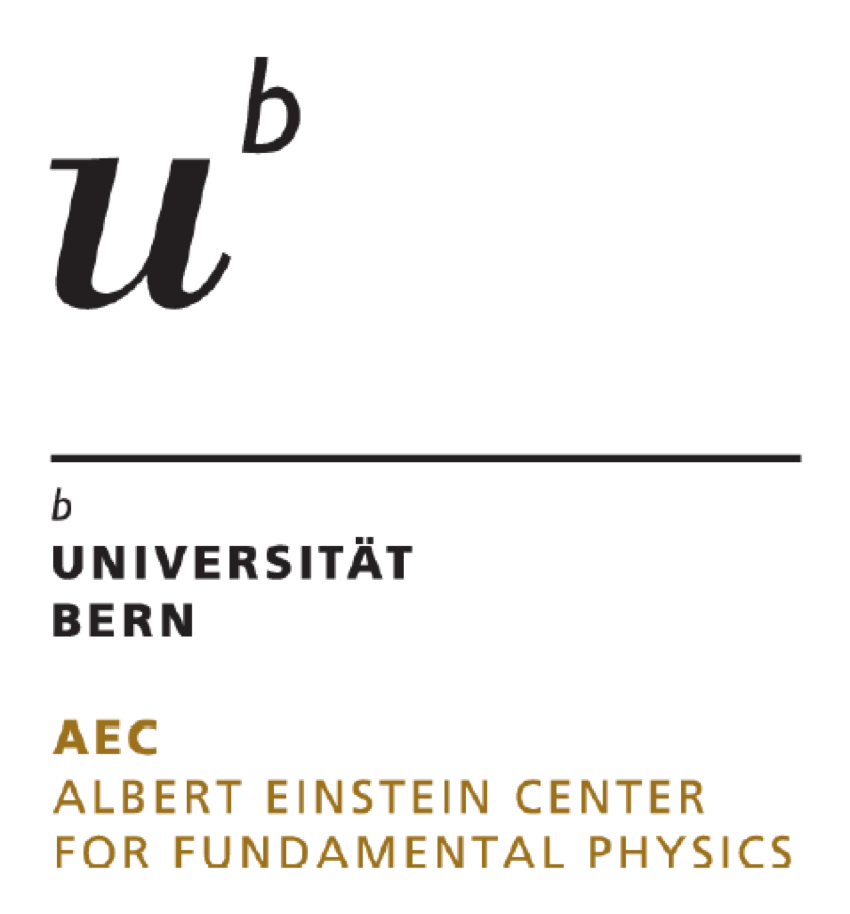 u^b
b
UNIVERSITÄT
BERN
AEC
ALBERT EINSTEIN CENTER
FOR FUNDAMENTAL PHYSICS